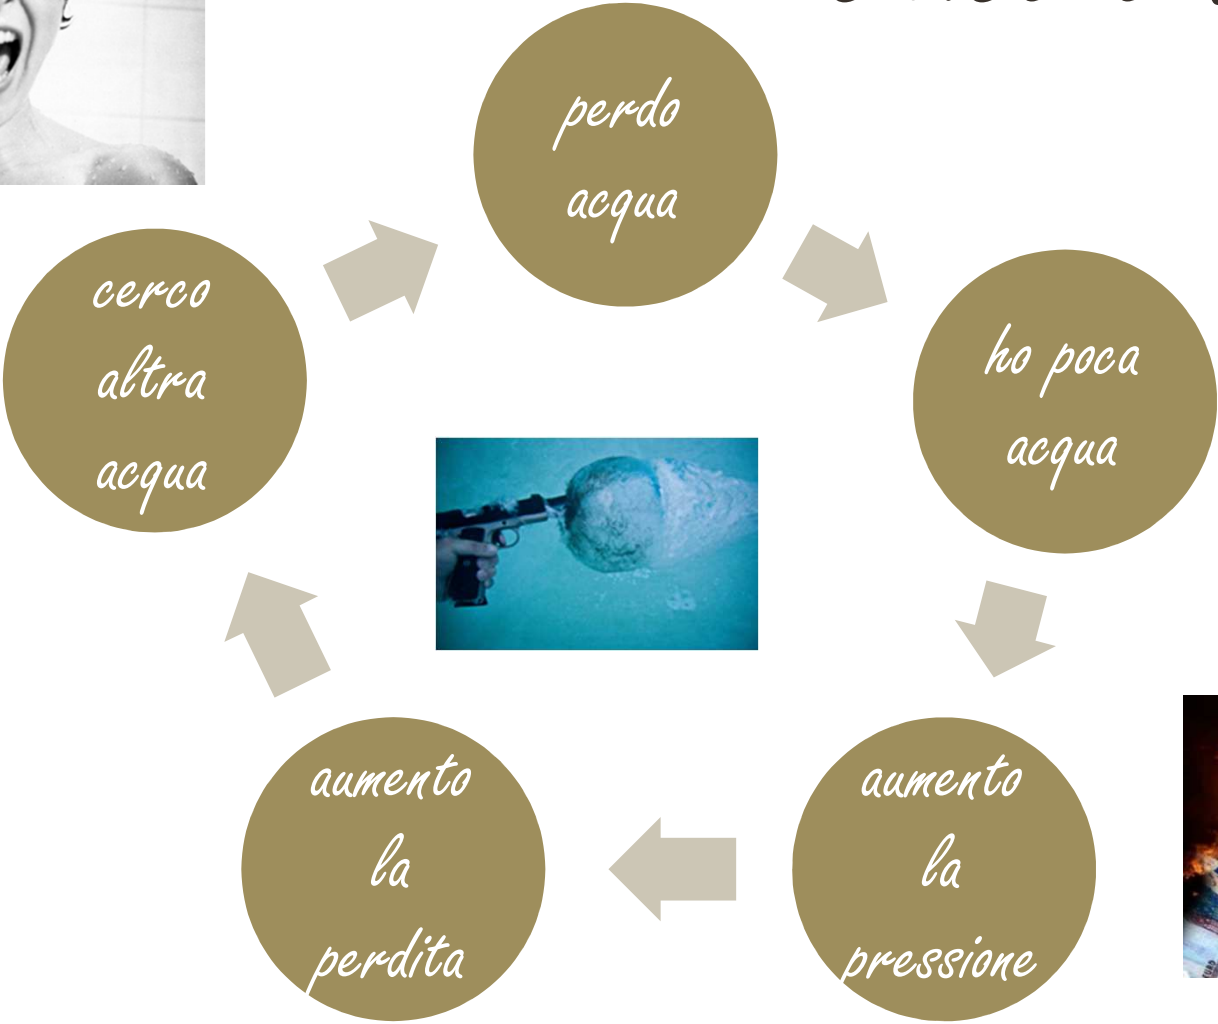 perdo
acqua
ho poca
acqua
aumento
la
pressione
aumento
la
perdita
cerco
altra
acqua